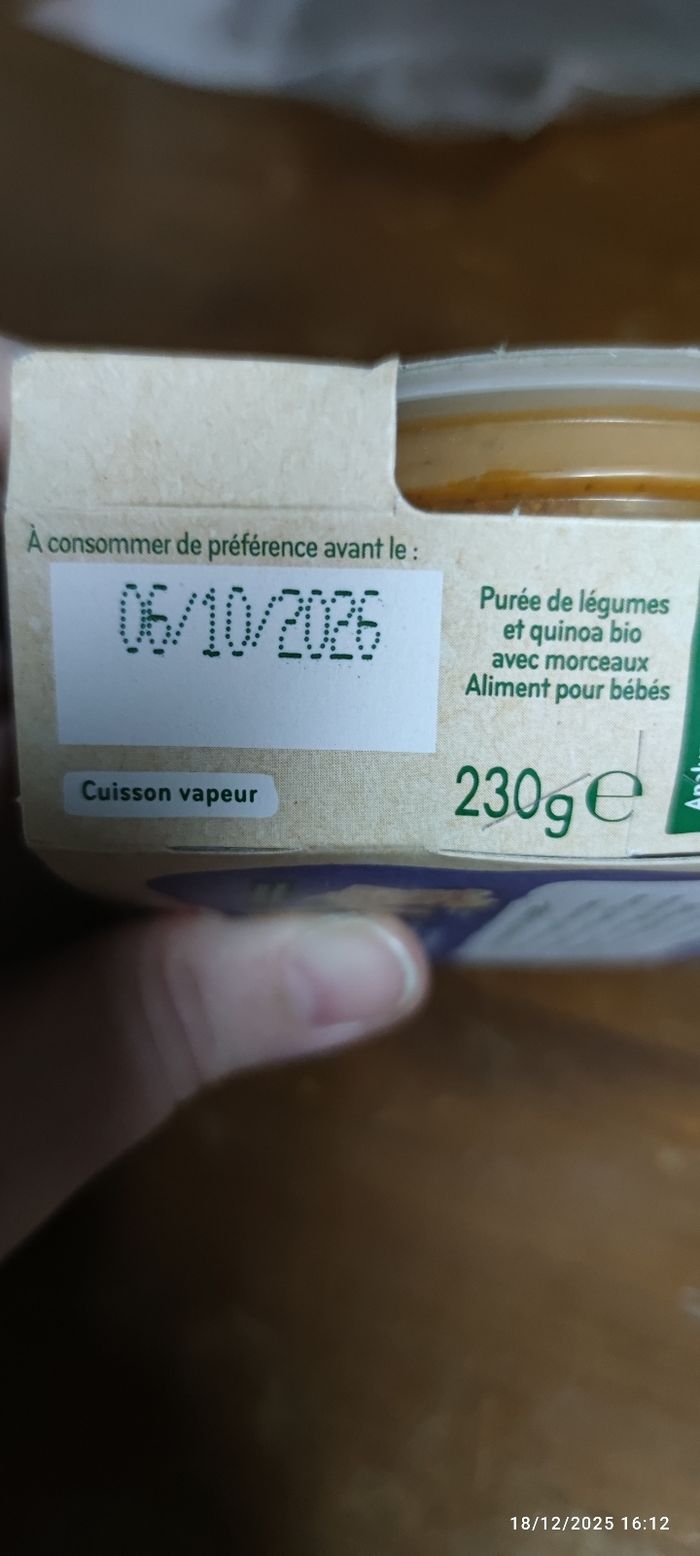 À consommer de préférence avant le :
06/10/2026
Purée de légumes
et quinoa bio
avec morceaux
Aliment pour bébés
Cuisson vapeur
230g e
18/12/2025 16:12